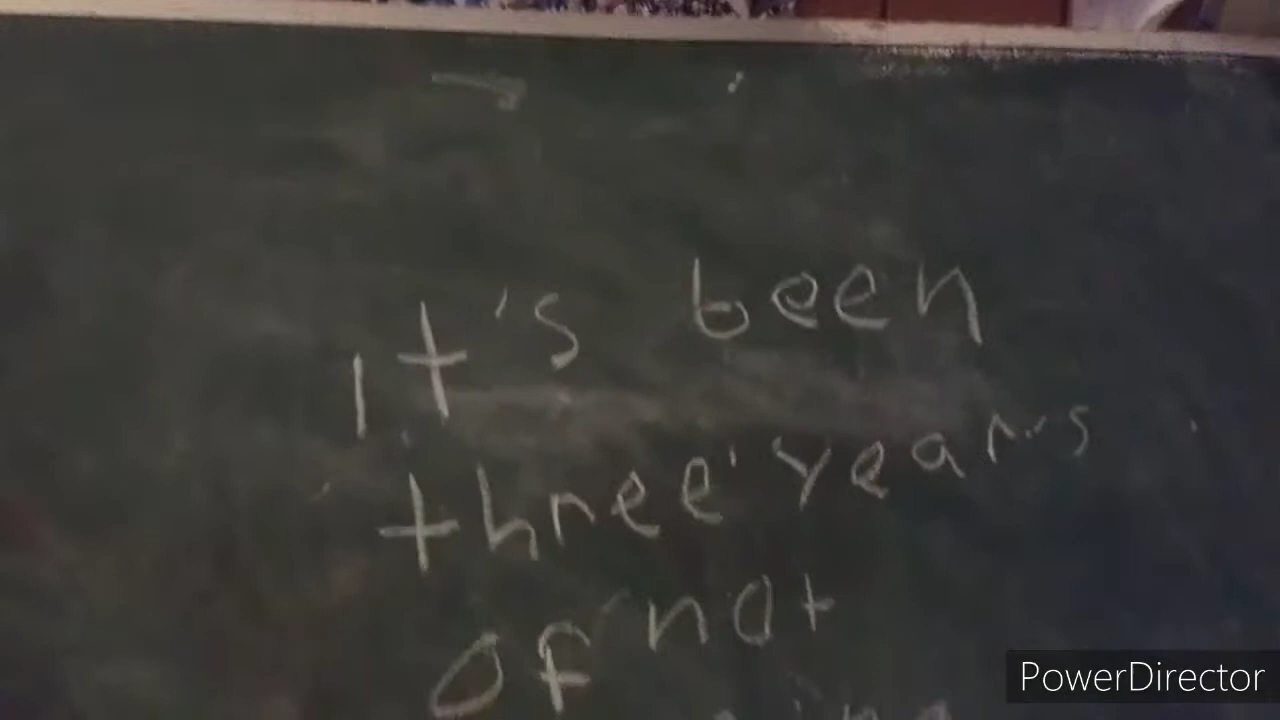 it's been
three years
of not
PowerDirector